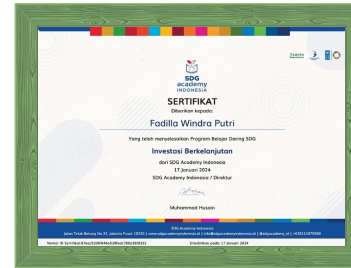 SDG
academy
INDONESIA
SERTIFIKAT
Diberikan kepada:
Fadilla Windra Putri
Yang telah menyelesaikan Program Belajar Daring SDG
Investasi Berkelanjutan
dari SDG Academy Indonesia
17 Januari 2024
SDG Academy Indonesia / Direktur
Muhammad Husain
SDG Academy Indonesia
Diterbitkan pada: 17 Januari 2024